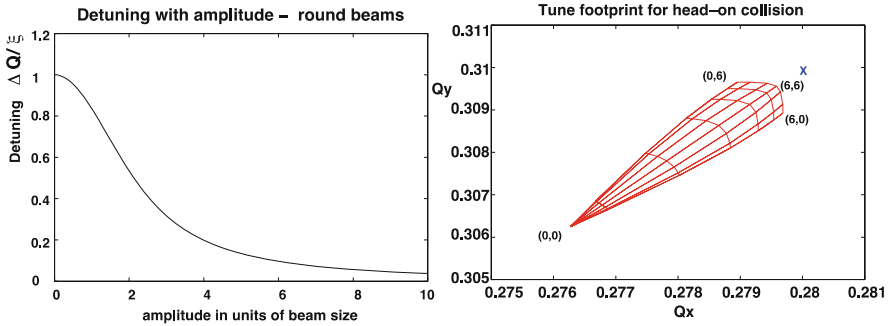 Detuning with amplitude – round beams
Detuning Δ Q/ξ
1.2
1
0.8
0.6
0.4
0.2
0
0 2 4 6 8 10
amplitude in units of beam size
Tune footprint for head–on collision
Qy
0.311
0.31
0.309
0.308
0.307
0.306
0.305
(0,6)
X
(6,6)
(6,0)
(0,0)
0.275 0.276 0.277 0.278 0.279 0.28 0.281
Qx